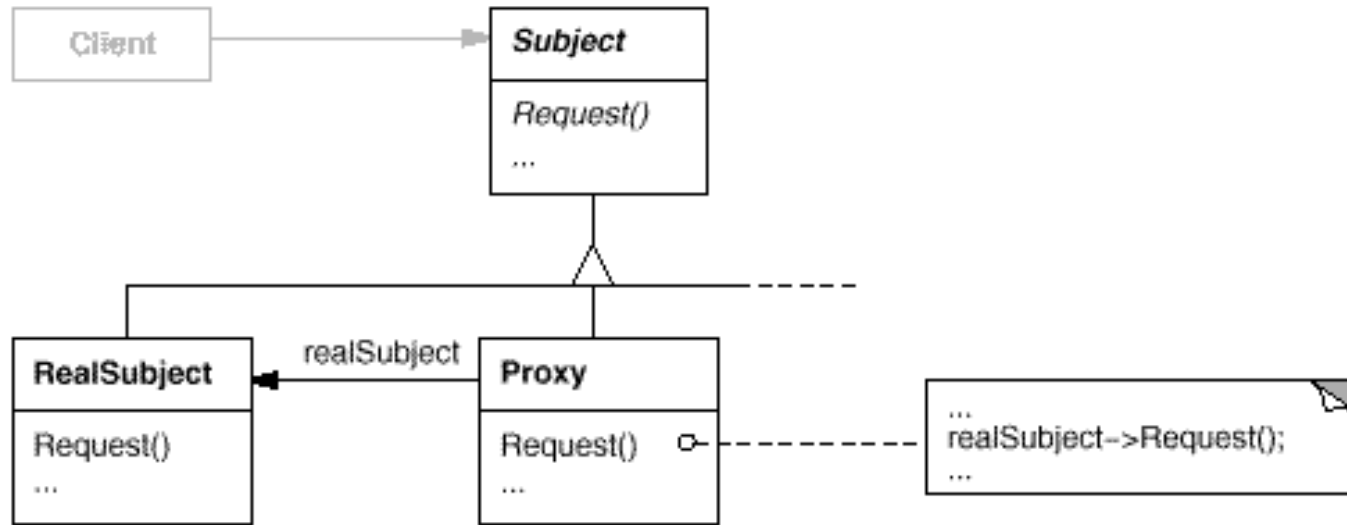 Client
Subject
Request()
...
realSubject
RealSubject
Request()
...
Proxy
Request()
...
...
realSubject->Request();
...